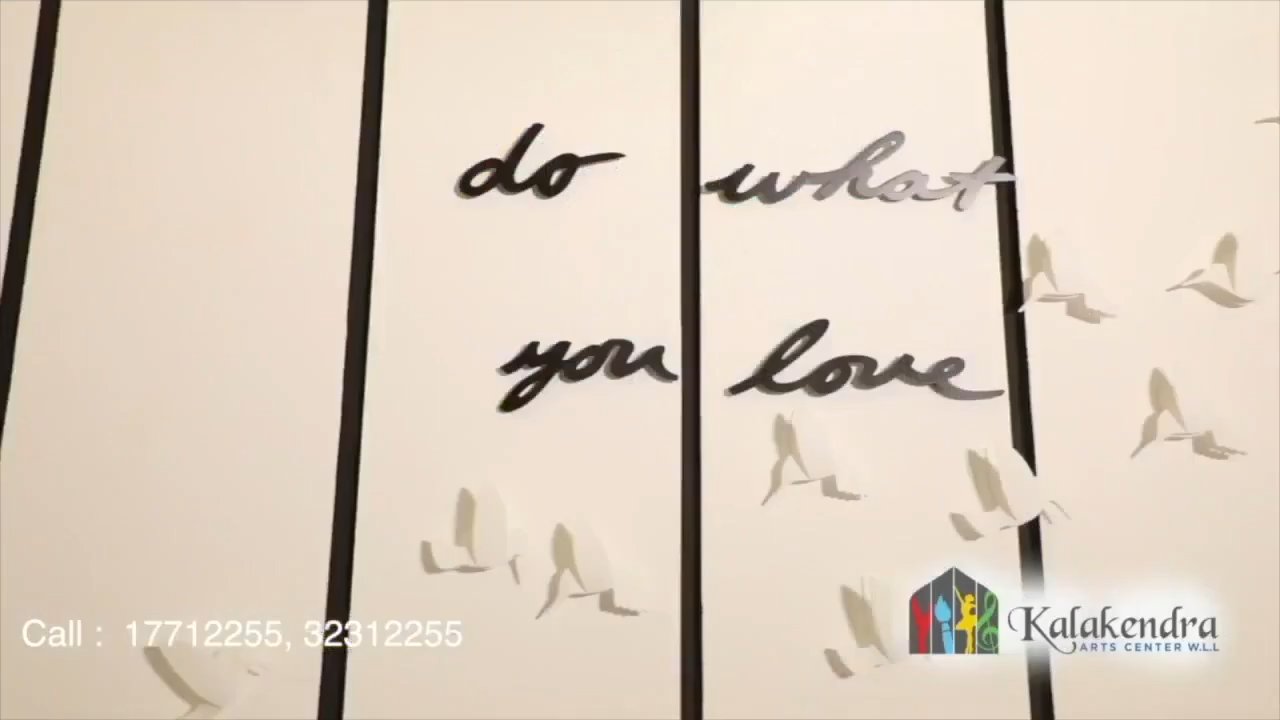 do what
you love
Call : 17712255, 32312255
Kalakendra
ARTS CENTER W.L.L